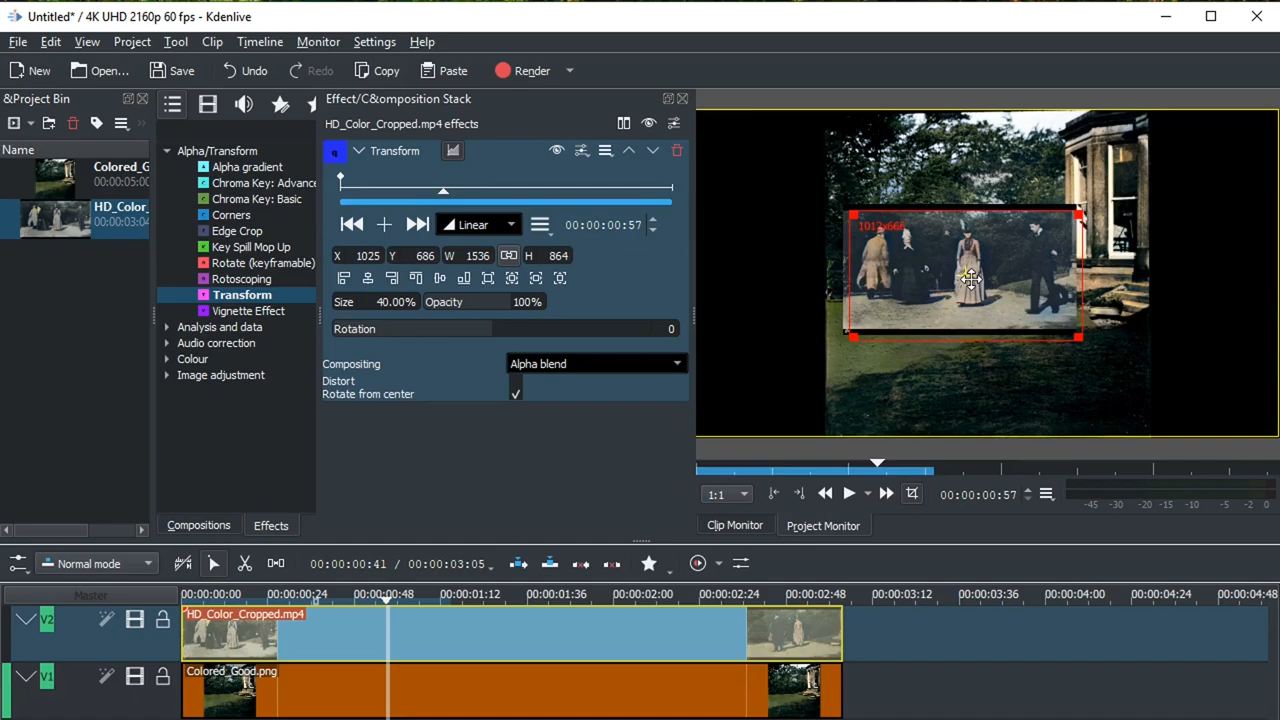 Untitled* / 4K UHD 2160p 60 fps - Kdenlive
File Edit View Project Tool Clip Timeline Monitor Settings Help
New Open... Save Undo Redo Copy Paste Render
&Project Bin
Name
Colored_G
00:00:05:00
HD_Color_
00:00:03:04
Alpha/Transform
Alpha gradient
Chroma Key: Advance
Chroma Key: Basic
Corners
Edge Crop
Key Spill Mop Up
Rotate (keyframable)
Rotoscoping
Transform
Vignette Effect
Analysis and data
Audio correction
Colour
Image adjustment
Compositions Effects
Effect/C&omposition Stack
HD_Color_Cropped.mp4 effects
Transform
Linear 00:00:00:57
X 1025 Y 686 W 1536 H 864
Size 40.00% Opacity 100%
Rotation 0
Compositing Alpha blend
Distort
Rotate from center
1012x666
1:1 00:00:00:57 -45 -30 -20 -15 -10 -5 -2 0
Clip Monitor Project Monitor
Normal mode 00:00:00:41 / 00:00:03:05
Master 00:00:00:00 00:00:00:24 00:00:00:48 00:00:01:12 00:00:01:36 00:00:02:00 00:00:02:24 00:00:02:48 00:00:03:12 00:00:03:36 00:00:04:00 00:00:04:24 00:00:04:48
V2 HD_Color_Cropped.mp4
V1 Colored_Good.png